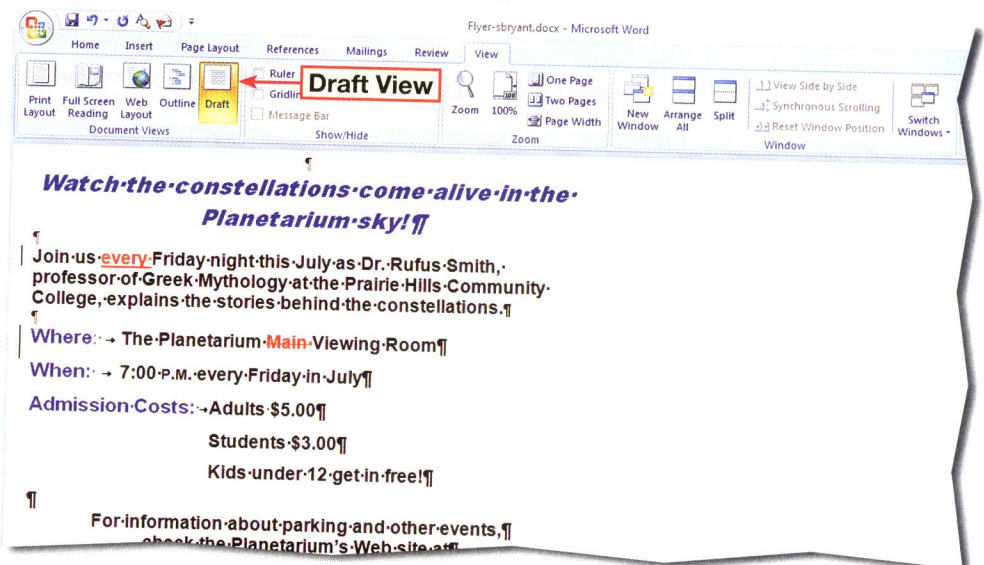 Flyer-sbryant.docx - Microsoft Word
Home Insert Page Layout References Mailings Review View
Print Layout
Full Screen Reading
Web Layout
Outline
Draft
Document Views
Ruler
Message Bar
Show/Hide
Draft View
Zoom
100%
One Page
Two Pages
Page Width
Zoom
New Window
Arrange All
Split
View Side by Side
Synchronous Scrolling
Reset Window Position
Window
Switch Windows
¶
Watch·the·constellations·come·alive·in·the·
Planetarium·sky!¶
¶
Join·us·every·Friday·night·this·July·as·Dr.·Rufus·Smith,·
professor·of·Greek·Mythology·at·the·Prairie·Hills·Community·
College,·explains·the·stories·behind·the·constellations.¶
¶
Where:·→The·Planetarium·Main·Viewing·Room¶
When:·→7:00·P.M.·every·Friday·in·July¶
Admission·Costs:·→Adults·$5.00¶
Students·$3.00¶
Kids·under·12·get·in·free!¶
¶
For·information·about·parking·and·other·events,¶
check·the·Planetarium's·Web·site·at¶